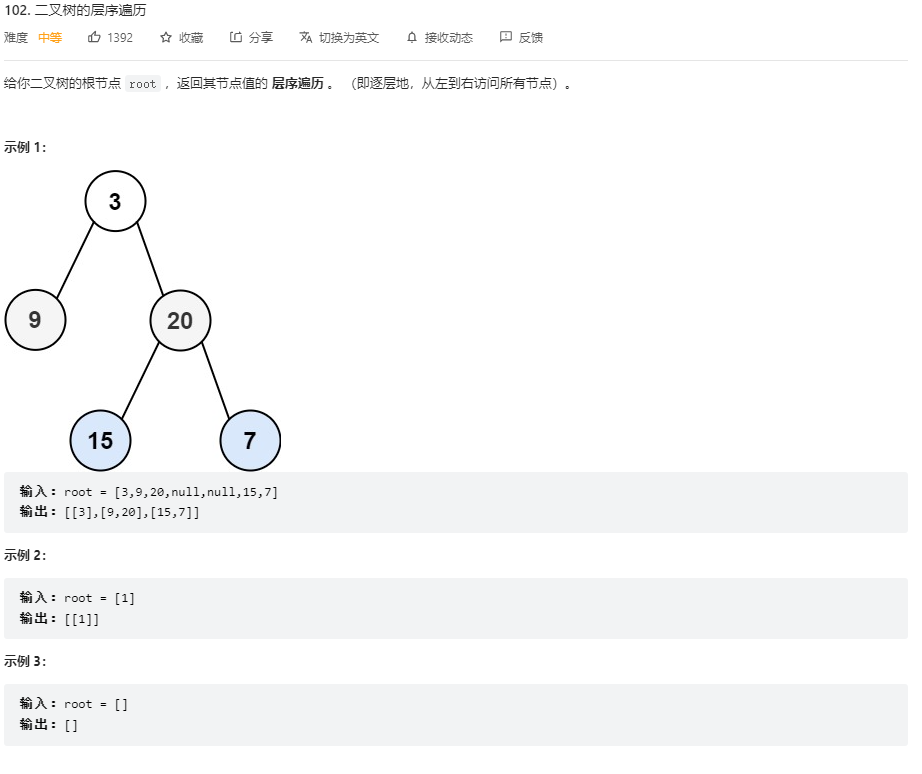 102. 二叉树的层序遍历
难度 中等 1392 收藏 分享 切换为英文 接收动态 反馈
给你二叉树的根节点 root ，返回其节点值的 层序遍历 。 （即逐层地，从左到右访问所有节点）。
示例 1：
3
9
20
15
7
输入：root = [3,9,20,null,null,15,7]
输出：[[3],[9,20],[15,7]]
示例 2：
输入：root = [1]
输出：[[1]]
示例 3：
输入：root = []
输出：[]